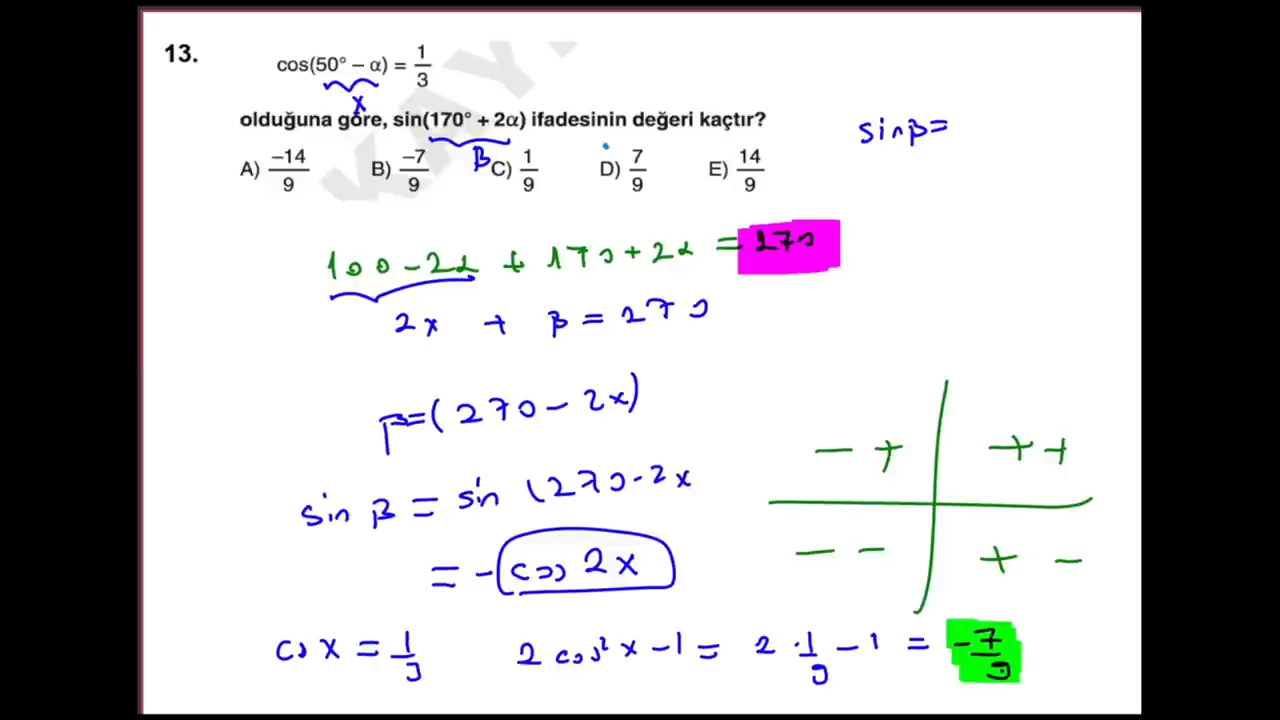 13.
cos(50° − α) = 1/3
x
olduğuna göre, sin(170° + 2α) ifadesinin değeri kaçtır?
β
A) −14/9 B) −7/9 C) 1/9 D) 7/9 E) 14/9
sinβ=
100 − 2α + 170 + 2α = 270
2x + β = 270
β=(270 − 2x)
− + + +
sin β = sin (270-2x
− − + −
= -cos 2x
cos x = 1/3 2 cos² x − 1 = 2 · 1/9 − 1 = −7/9
KAY